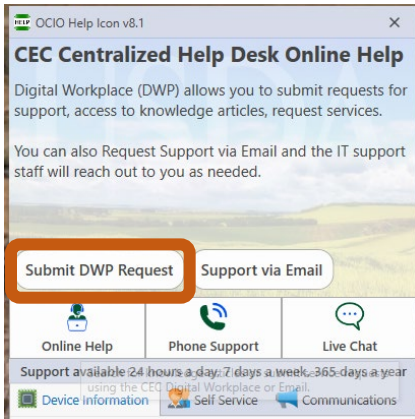 HELP OCIO Help Icon v8.1
CEC Centralized Help Desk Online Help
Digital Workplace (DWP) allows you to submit requests for
support, access to knowledge articles, request services.
You can also Request Support via Email and the IT support
staff will reach out to you as needed.
Submit DWP Request Support via Email
Online Help Phone Support Live Chat
Support available 24 hours a day, 7 days a week, 365 days a year
using the CEC Digital Workplace or Email.
Device Information Self Service Communications